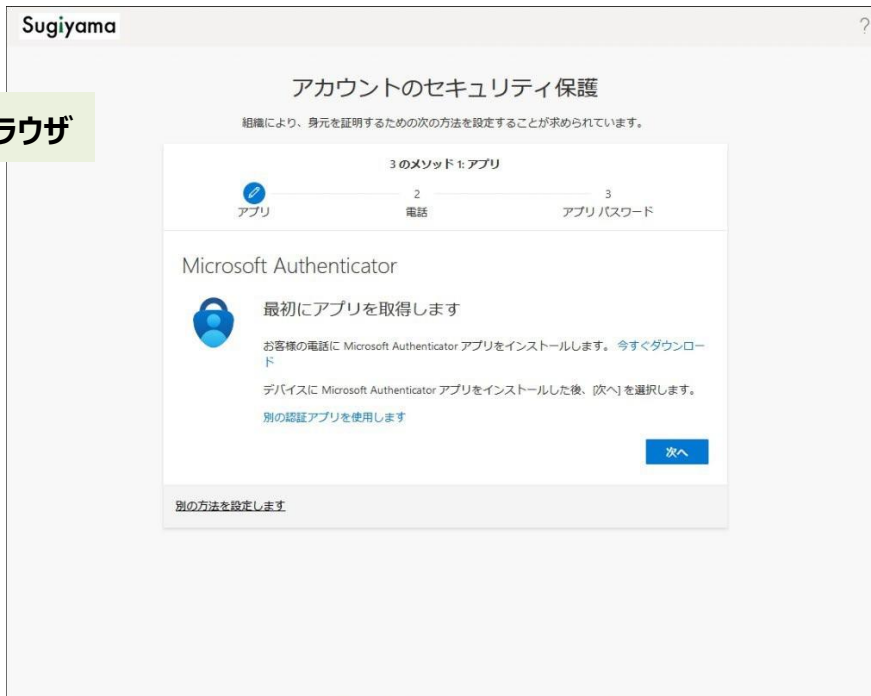 Sugiyama
?
アカウントのセキュリティ保護
ラウザ
組織により、身元を証明するための次の方法を設定することが求められています。
3 のメソッド 1: アプリ
2
3
アプリ
電話
アプリ パスワード
Microsoft Authenticator
最初にアプリを取得します
お客様の電話に Microsoft Authenticator アプリをインストールします。 今すぐダウンロー
ド
デバイスに Microsoft Authenticator アプリをインストールした後、[次へ] を選択します。
別の認証アプリを使用します
次へ
別の方法を設定します